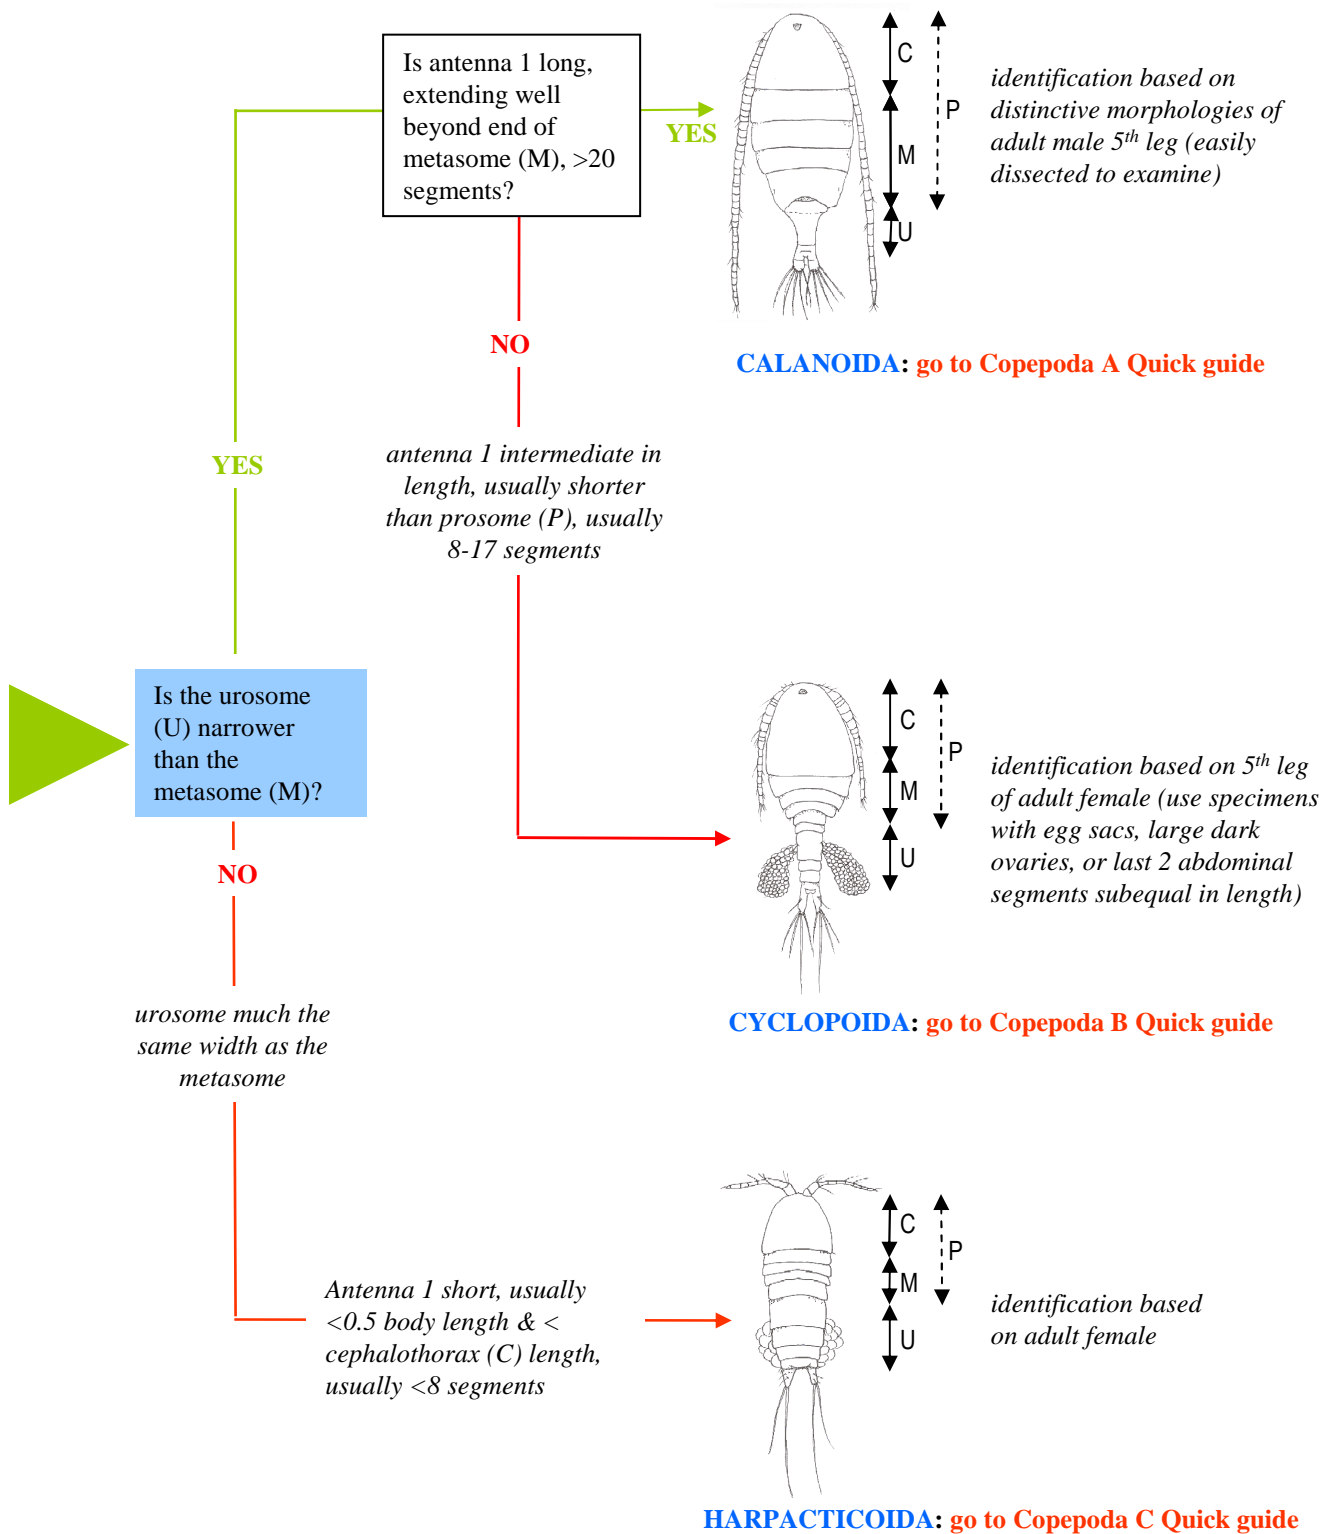 Is antenna 1 long,
extending well
beyond end of
metasome (M), >20
segments?
YES
C
M
U
P
identification based on
distinctive morphologies of
adult male 5th leg (easily
dissected to examine)
CALANOIDA: go to Copepoda A Quick guide
NO
YES
antenna 1 intermediate in
length, usually shorter
than prosome (P), usually
8-17 segments
Is the urosome
(U) narrower
than the
metasome (M)?
C
M
U
P
identification based on 5th leg
of adult female (use specimens
with egg sacs, large dark
ovaries, or last 2 abdominal
segments subequal in length)
CYCLOPOIDA: go to Copepoda B Quick guide
NO
urosome much the
same width as the
metasome
Antenna 1 short, usually
<0.5 body length & <
cephalothorax (C) length,
usually <8 segments
C
M
U
P
identification based
on adult female
HARPACTICOIDA: go to Copepoda C Quick guide